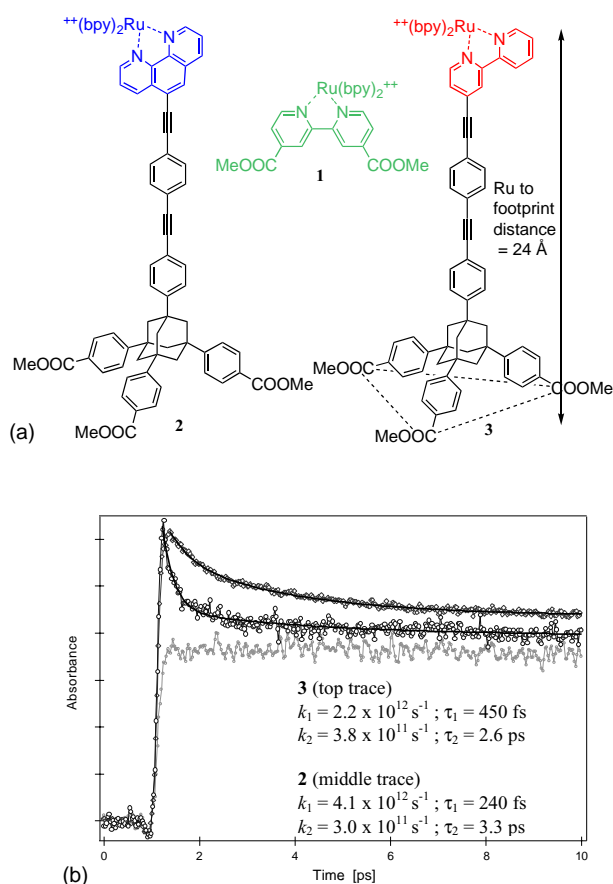 ++(bpy)2Ru
N
N
Ru(bpy)2++
N
N
MeOOC
COOMe
1
++(bpy)2Ru
N
N
Ru to
footprint
distance
= 24 Å
MeOOC
COOMe
MeOOC
2
MeOOC
COOMe
MeOOC
3
(a)
Absorbance
3 (top trace)
k1 = 2.2 x 10^12 s^-1 ; τ1 = 450 fs
k2 = 3.8 x 10^11 s^-1 ; τ2 = 2.6 ps
2 (middle trace)
k1 = 4.1 x 10^12 s^-1 ; τ1 = 240 fs
k2 = 3.0 x 10^11 s^-1 ; τ2 = 3.3 ps
0 2 4 6 8 10
Time [ps]
(b)